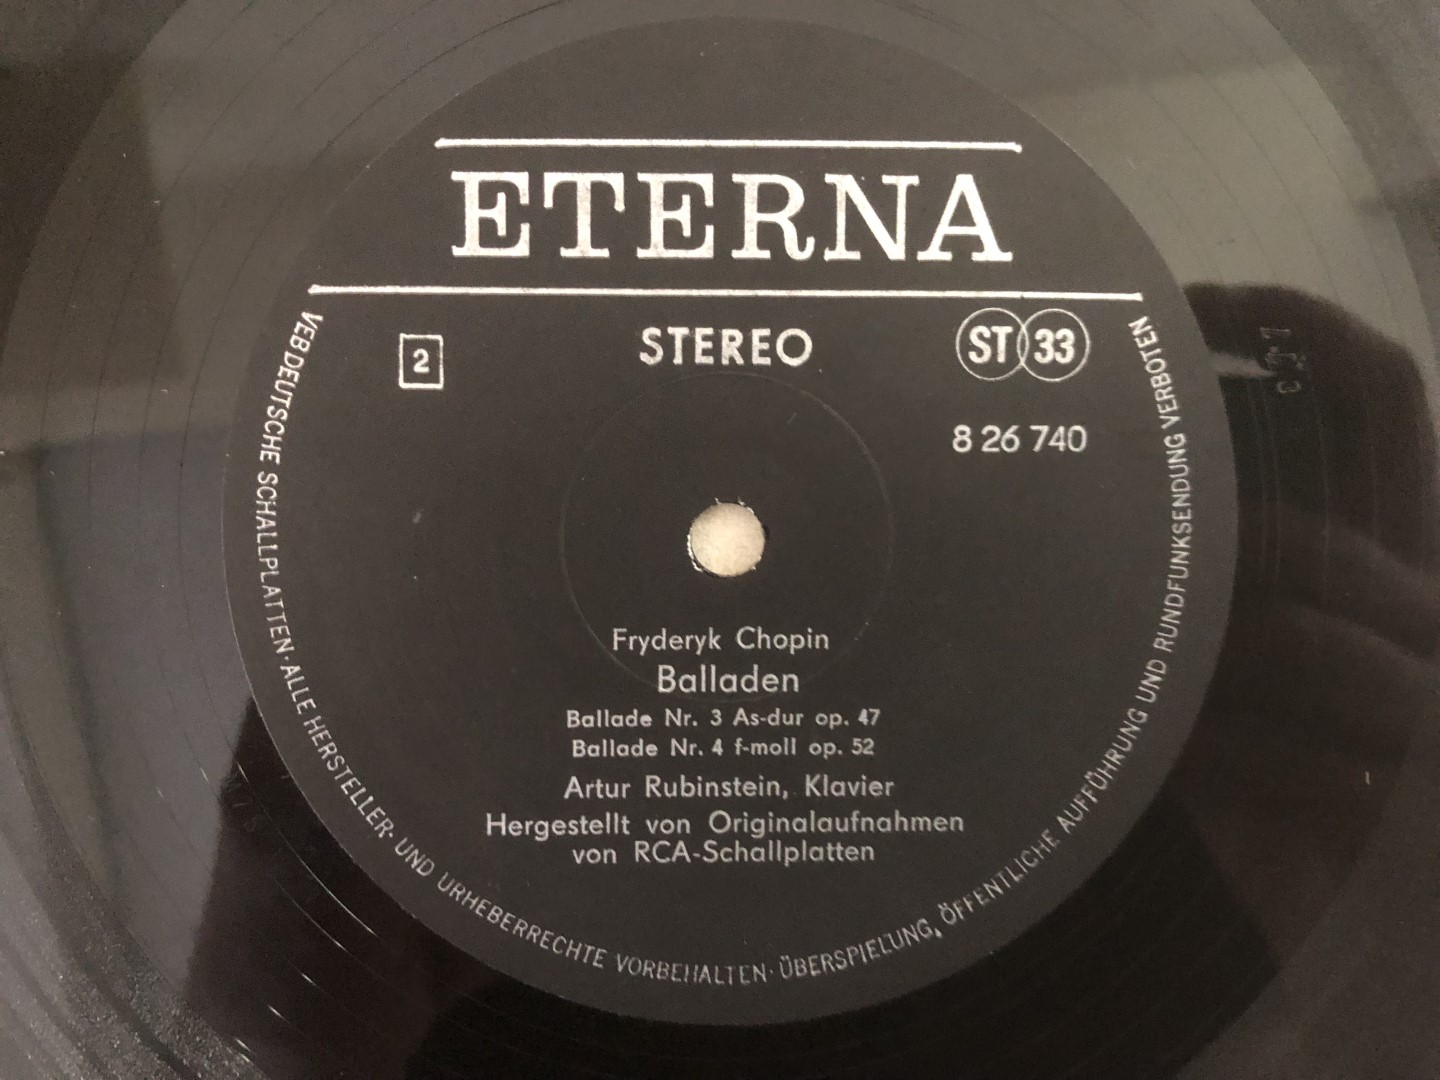 ETERNA
2
STEREO
ST 33
8 26 740
Fryderyk Chopin
Balladen
Ballade Nr. 3 As-dur op. 47
Ballade Nr. 4 f-moll op. 52
Artur Rubinstein, Klavier
Hergestellt von Originalaufnahmen
von RCA-Schallplatten
VEB DEUTSCHE SCHALLPLATTEN · ALLE HERSTELLER- UND URHEBERRECHTE VORBEHALTEN · ÜBERSPIELUNG, ÖFFENTLICHE AUFFÜHRUNG UND RUNDFUNKSENDUNG VERBOTEN